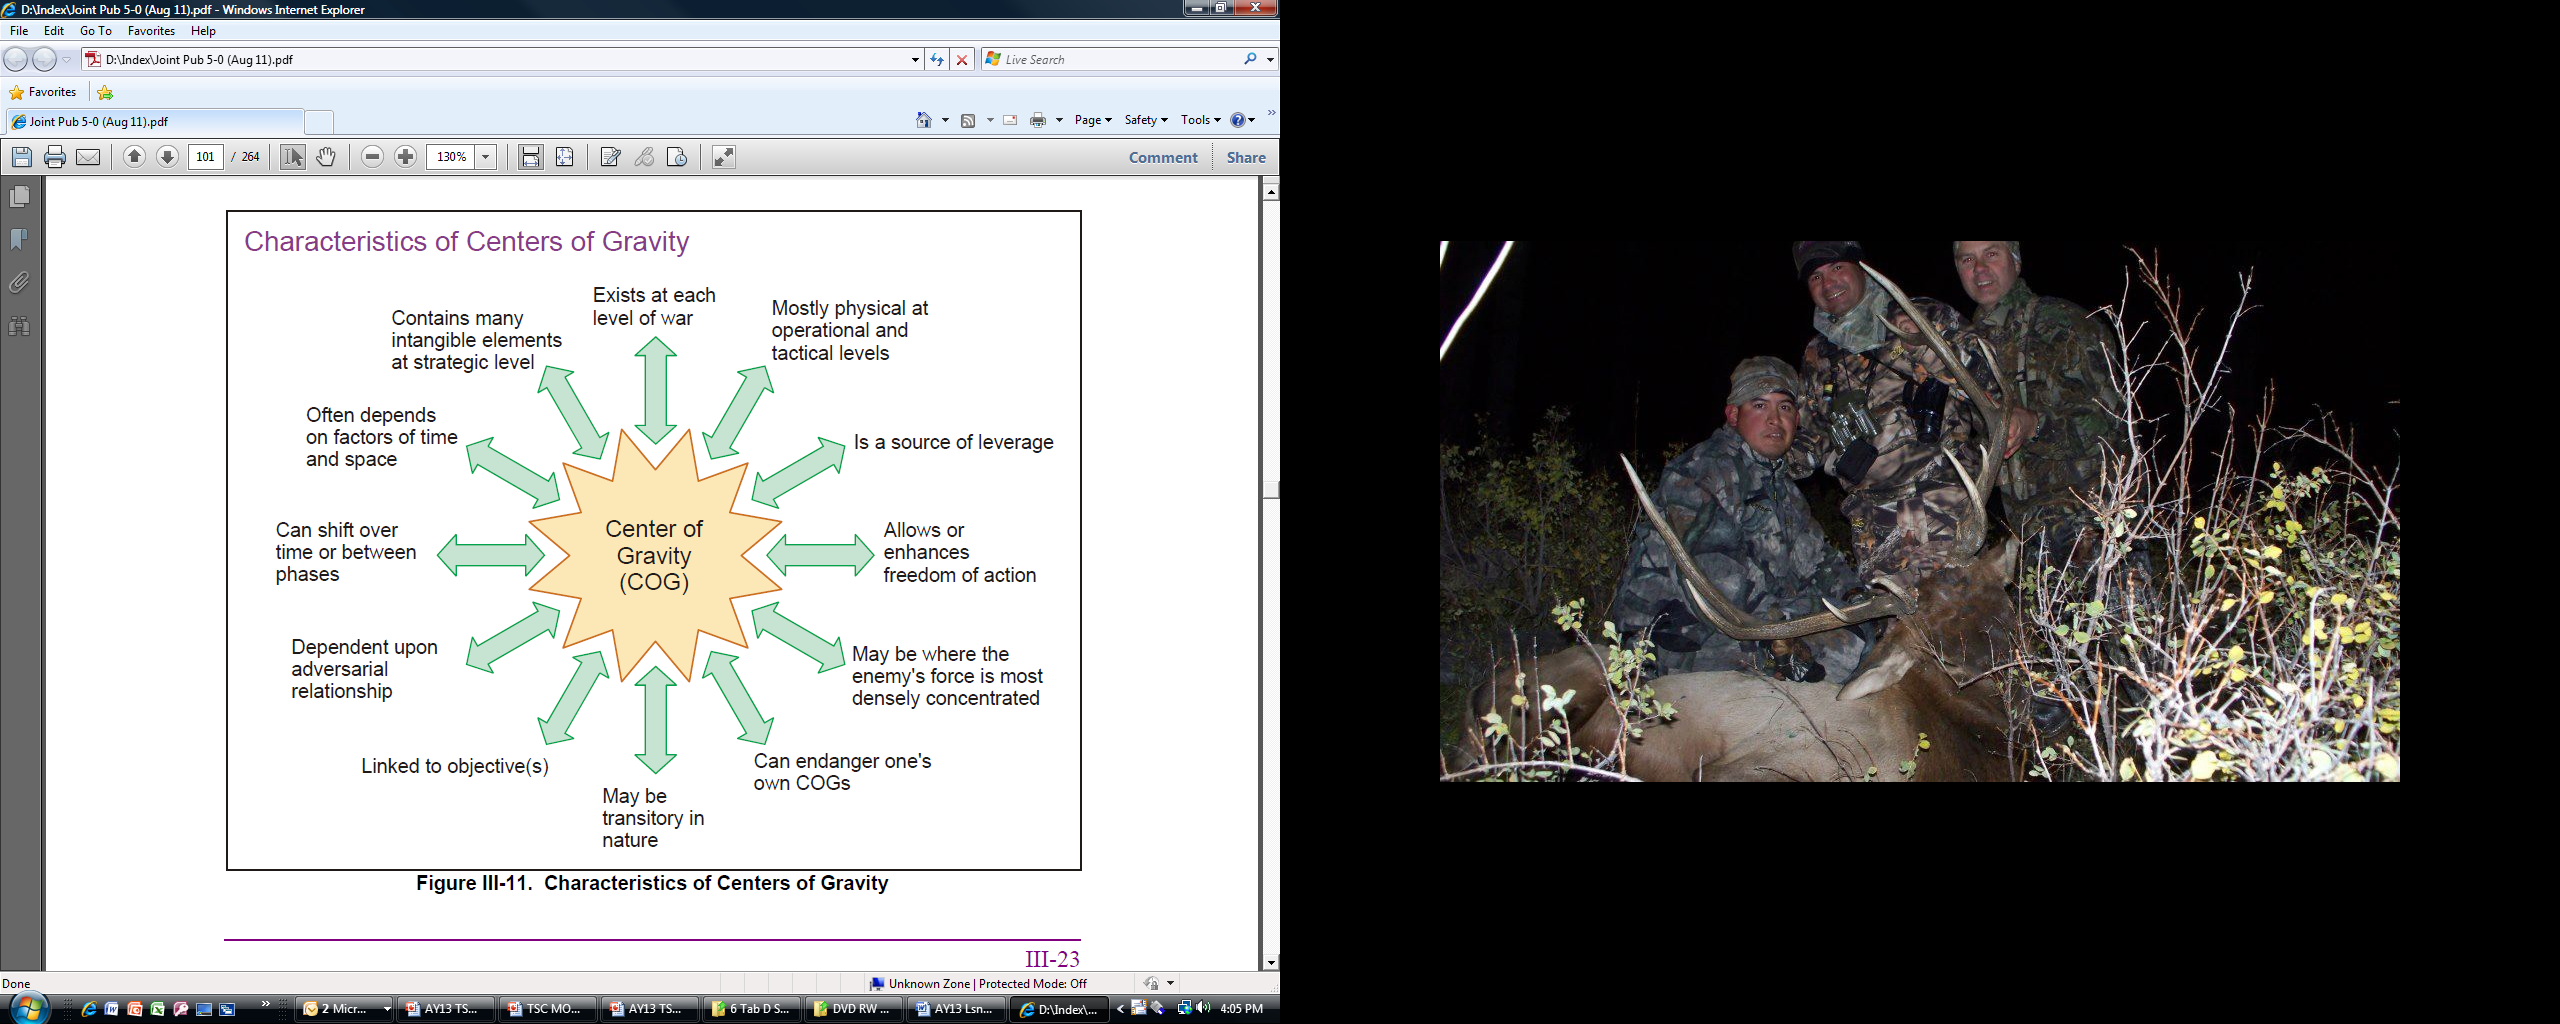 D:\Index\Joint Pub 5-0 (Aug 11).pdf - Windows Internet Explorer
File Edit Go To Favorites Help
D:\Index\Joint Pub 5-0 (Aug 11).pdf
Live Search
Favorites
Joint Pub 5-0 (Aug 11).pdf
Page Safety Tools
101 / 264
130%
Comment Share
Characteristics of Centers of Gravity
Exists at each
level of war
Mostly physical at
operational and
tactical levels
Is a source of leverage
Allows or
enhances
freedom of action
May be where the
enemy's force is most
densely concentrated
Can endanger one's
own COGs
May be
transitory in
nature
Linked to objective(s)
Dependent upon
adversarial
relationship
Can shift over
time or between
phases
Often depends
on factors of time
and space
Contains many
intangible elements
at strategic level
Center of
Gravity
(COG)
Figure III-11. Characteristics of Centers of Gravity
III-23
Done
Unknown Zone | Protected Mode: Off
2 Micr...
AY13 TS...
TSC MO...
AY13 TS...
6 Tab D S...
DVD RW ...
AY13 Lsn...
D:\Index\...
4:05 PM